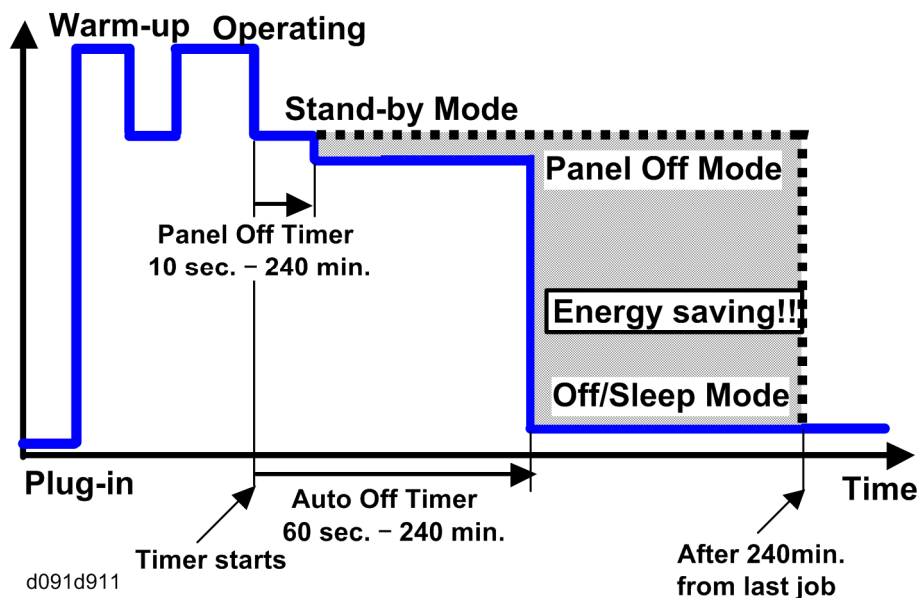 Warm-up Operating
Stand-by Mode
Panel Off Mode
Panel Off Timer
10 sec. – 240 min.
Energy saving!!
Off/Sleep Mode
Plug-in
Time
Auto Off Timer
60 sec. – 240 min.
Timer starts
After 240min.
from last job
d091d911